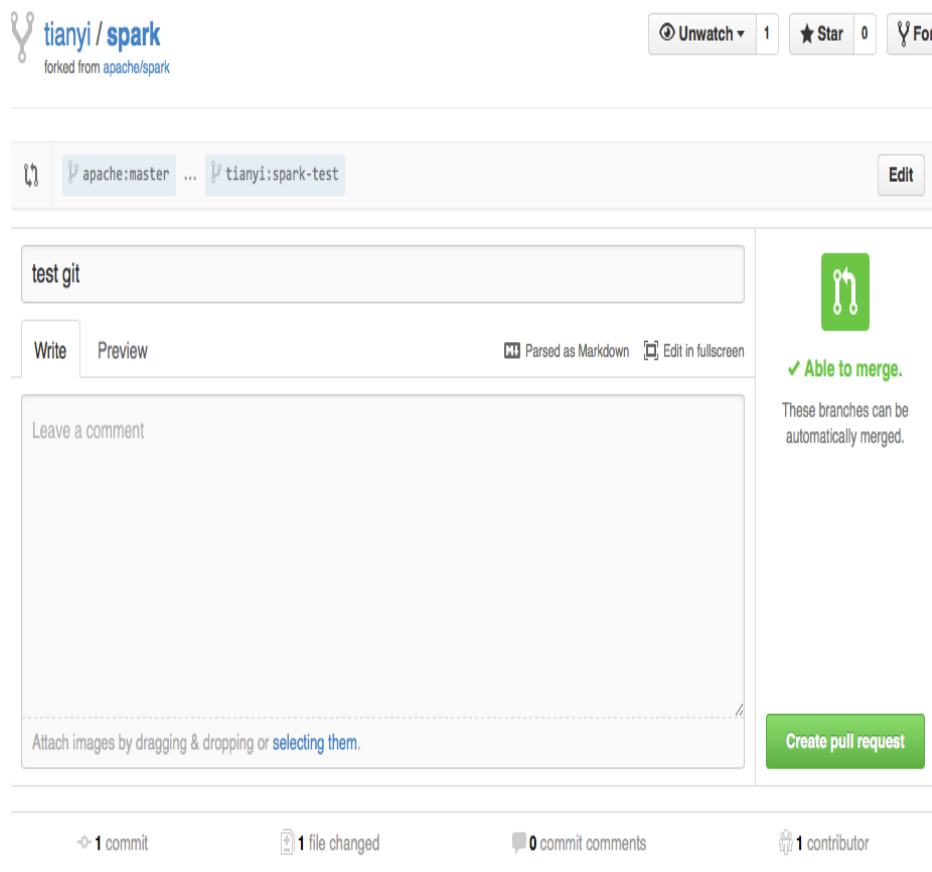 tianyi / spark
Unwatch 1 Star 0 For
forked from apache/spark
apache:master ... tianyi:spark-test Edit
test git
Write Preview Parsed as Markdown Edit in fullscreen
Able to merge.
These branches can be
automatically merged.
Leave a comment
Attach images by dragging & dropping or selecting them.
Create pull request
1 commit 1 file changed 0 commit comments 1 contributor